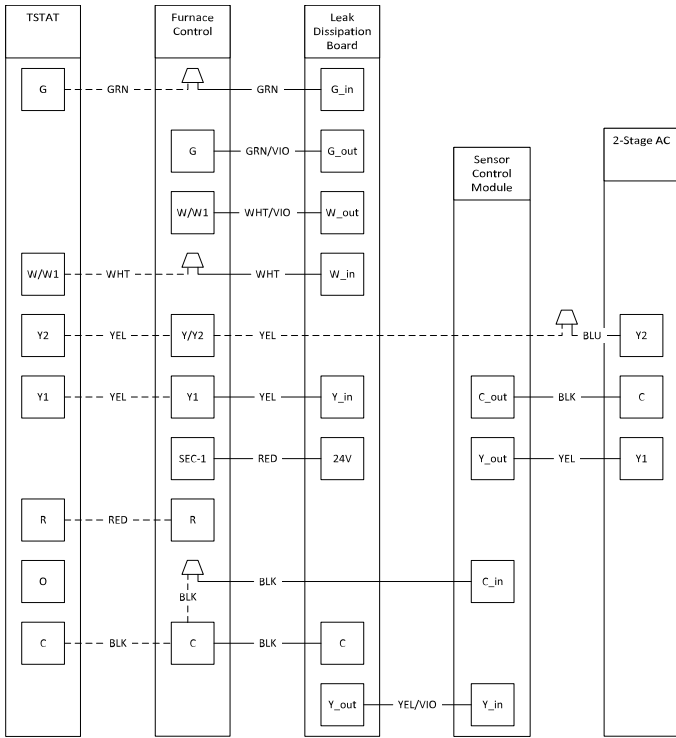 TSTAT
Furnace
Control
Leak
Dissipation
Board
Sensor
Control
Module
2-Stage AC
G GRN GRN G_in
G GRN/VIO G_out
W/W1 WHT/VIO W_out
W/W1 WHT WHT W_in
Y2 YEL Y/Y2 YEL BLU Y2
Y1 YEL Y1 YEL Y_in C_out BLK C
SEC-1 RED 24V Y_out YEL Y1
R RED R
O BLK C_in
BLK
C BLK C BLK C
Y_out YEL/VIO Y_in